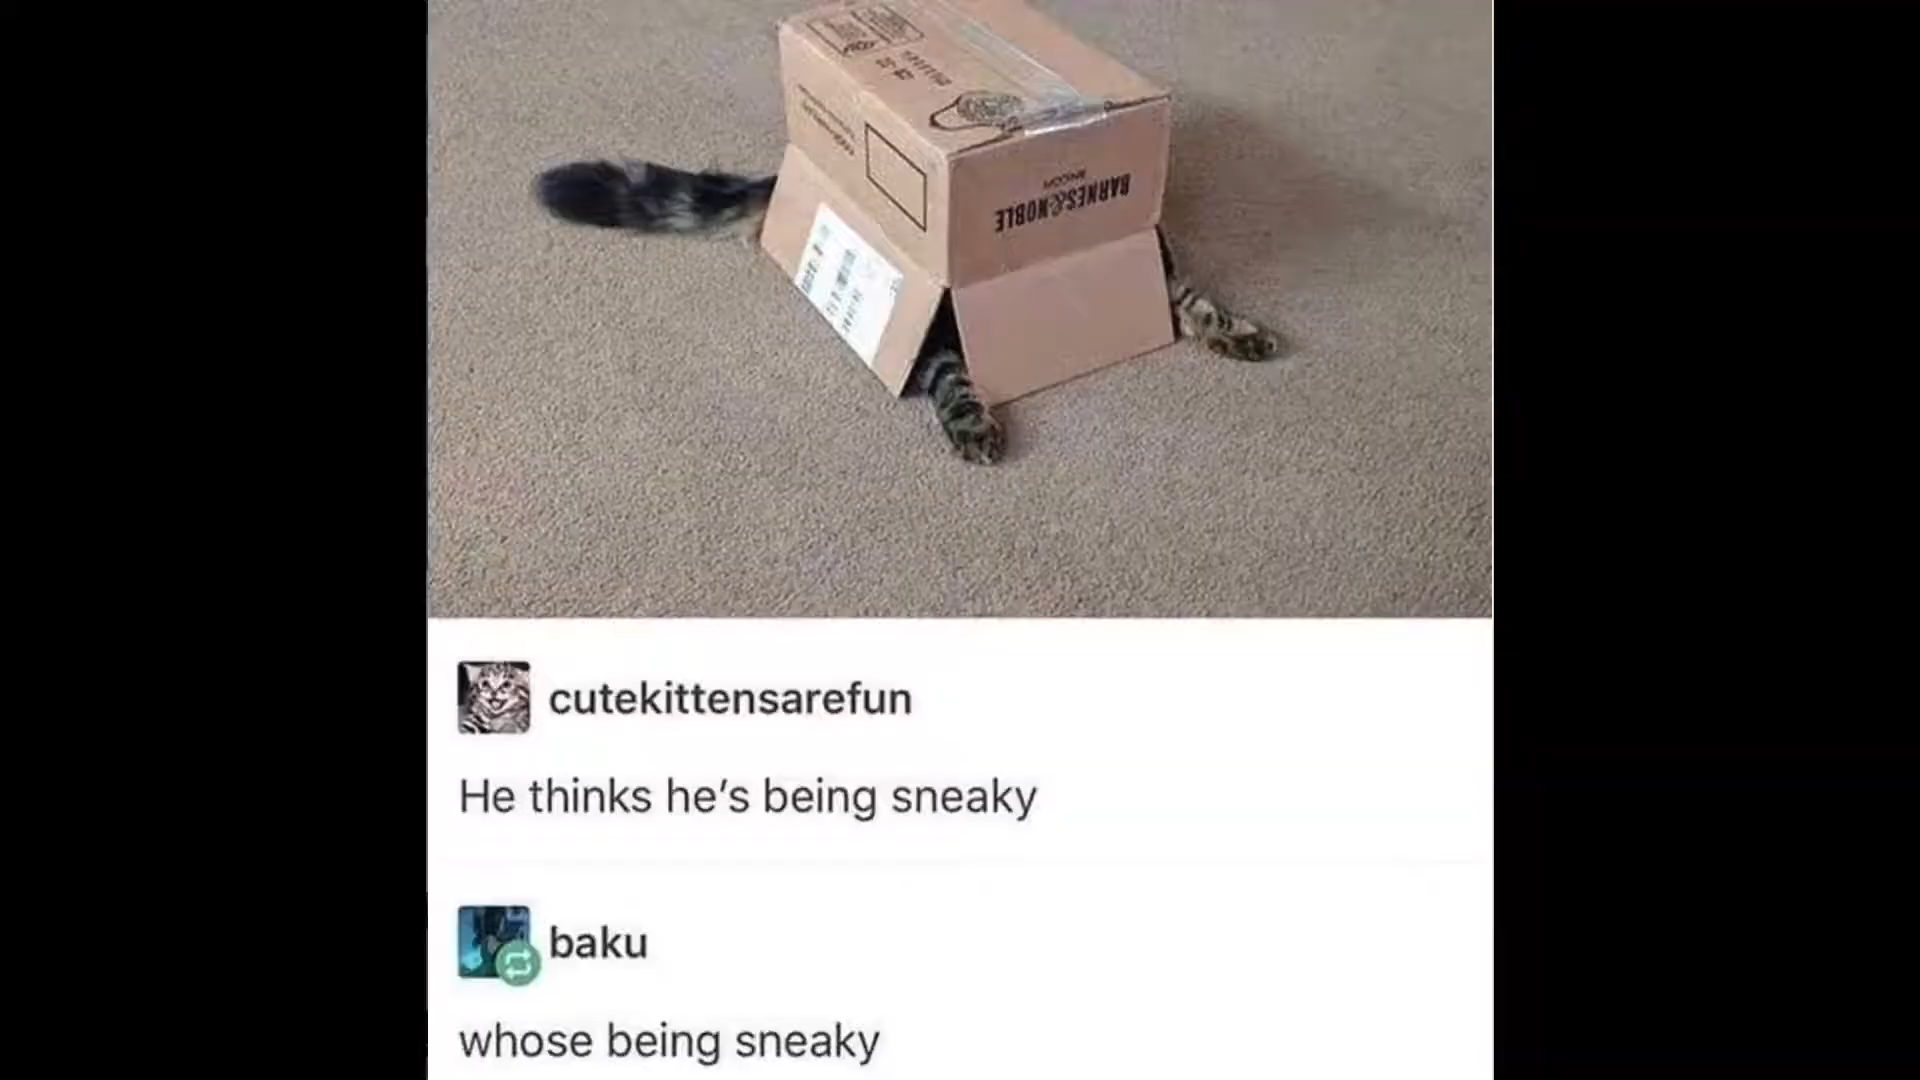 BARNES&NOBLE
cutekittensarefun
He thinks he's being sneaky
baku
whose being sneaky